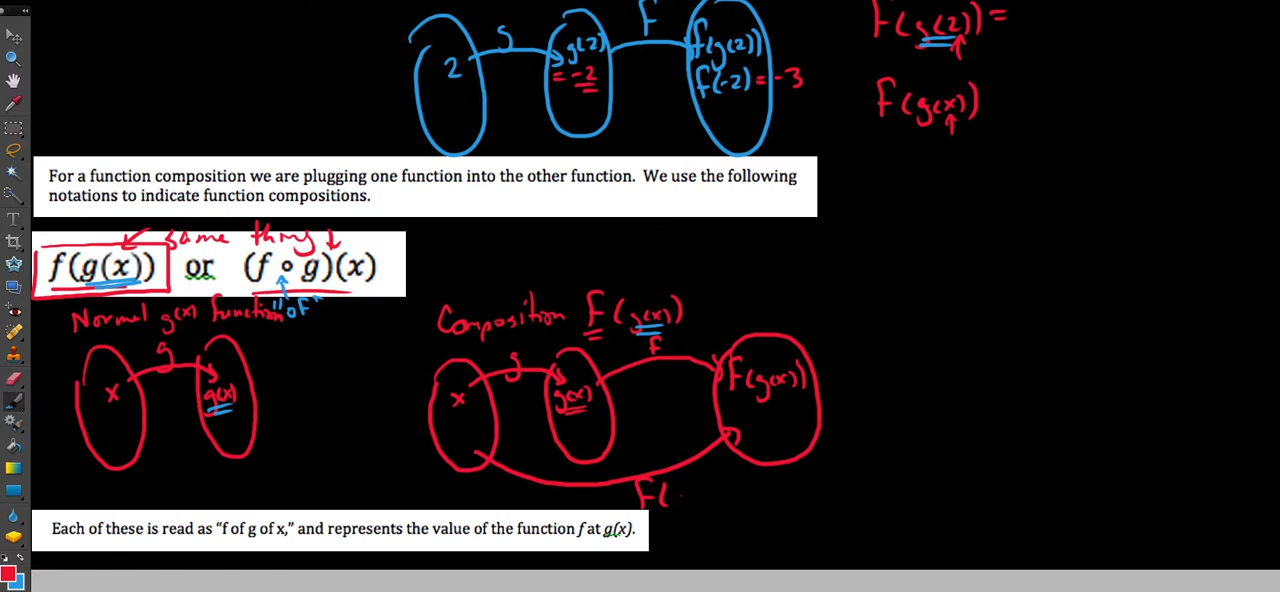 F(g(2)) =
g F
2 g(2) f(g(2))
= -2 f(-2) = -3
F(g(x))
For a function composition we are plugging one function into the other function. We use the following
notations to indicate function compositions.
same thing
f(g(x)) or (f ∘ g)(x)
"of"
Normal g(x) function
g
x g(x)
Composition F(g(x))
g F
x g(x) F(g(x))
F(
Each of these is read as “f of g of x,” and represents the value of the function f at g(x).
T